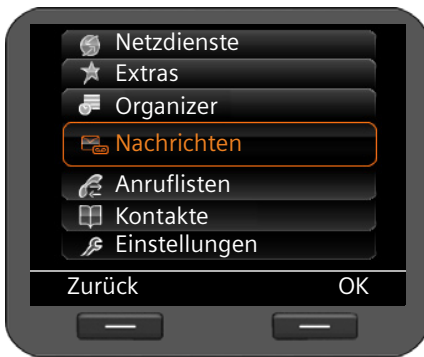 Netzdienste
Extras
Organizer
Nachrichten
Anruflisten
Kontakte
Einstellungen
Zurück OK